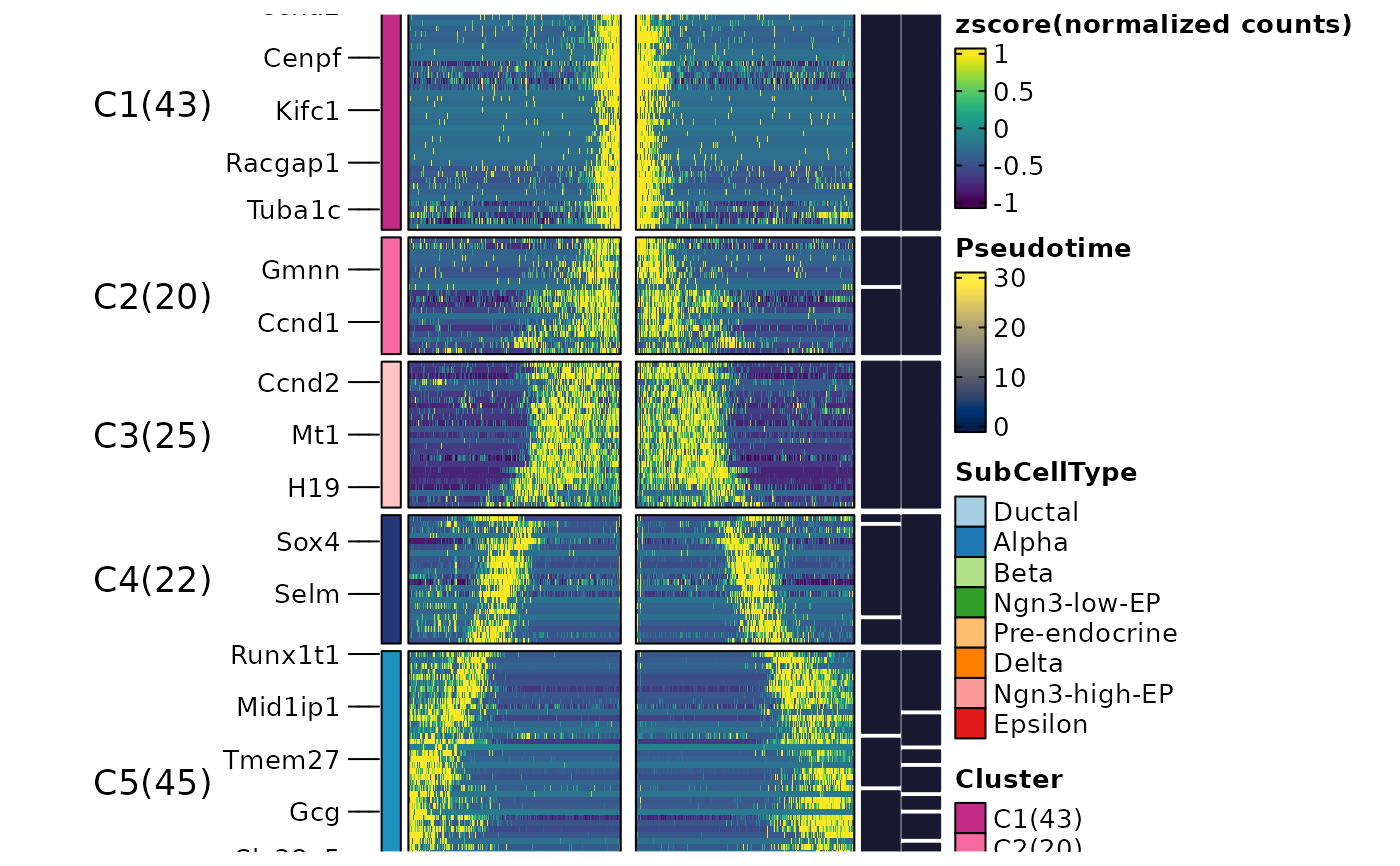 Cenpf
C1(43)
Kifc1
Racgap1
Tuba1c
Gmnn
C2(20)
Ccnd1
Ccnd2
C3(25)
Mt1
H19
Sox4
C4(22)
Selm
Runx1t1
Mid1ip1
Tmem27
C5(45)
Gcg
zscore(normalized counts)
1
0.5
0
-0.5
-1
Pseudotime
30
20
10
0
SubCellType
Ductal
Alpha
Beta
Ngn3-low-EP
Pre-endocrine
Delta
Ngn3-high-EP
Epsilon
Cluster
C1(43)
C2(20)